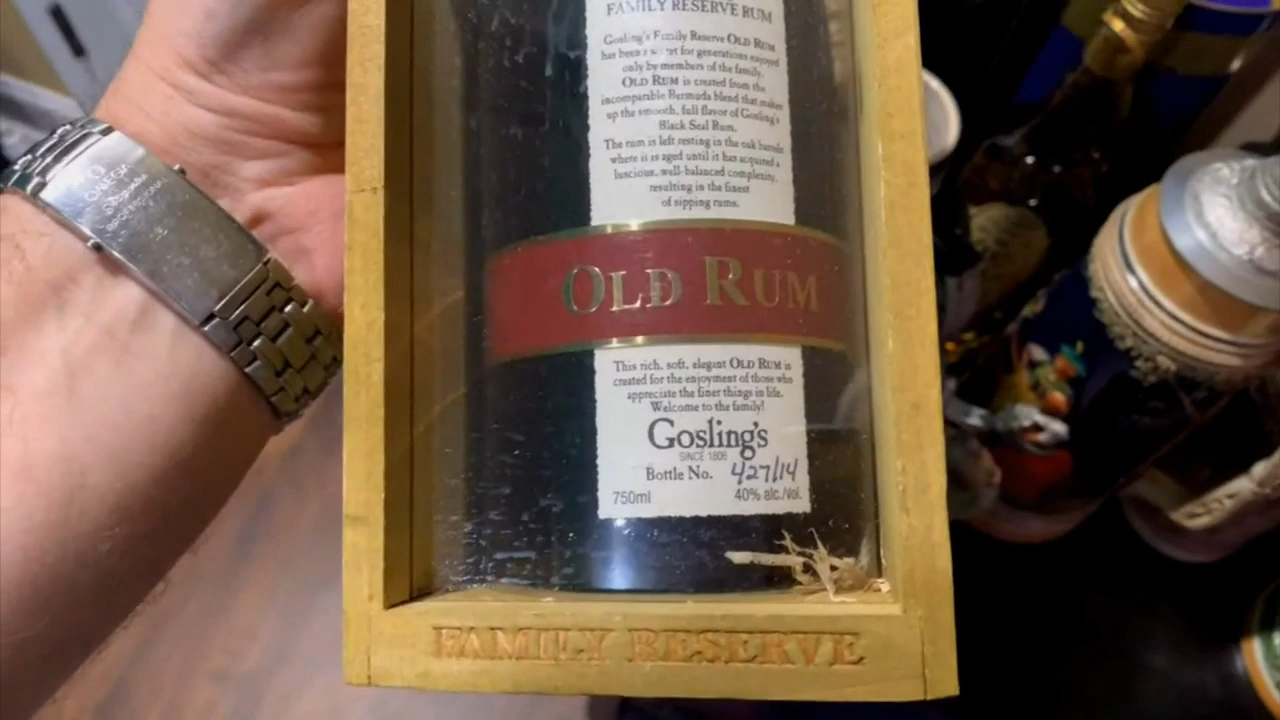 FAMILY RESERVE RUM
Gosling's Family Reserve OLD RUM
has been a secret for generations enjoyed
only by members of the family.
OLD RUM is created from the
incomparable Bermuda blend that makes
up the smooth, full flavor of Gosling's
Black Seal Rum.
The rum is left resting in the oak barrels
where it is aged until it has acquired a
luscious, well-balanced complexity,
resulting in the finest
of sipping rums.
OLD RUM
This rich, soft, elegant OLD RUM is
created for the enjoyment of those who
appreciate the finer things in life.
Welcome to the family!
Gosling's
SINCE 1806
Bottle No. 427/14
750ml 40% alc./Vol.
FAMILY RESERVE
OMEGA
PROFESSIONAL